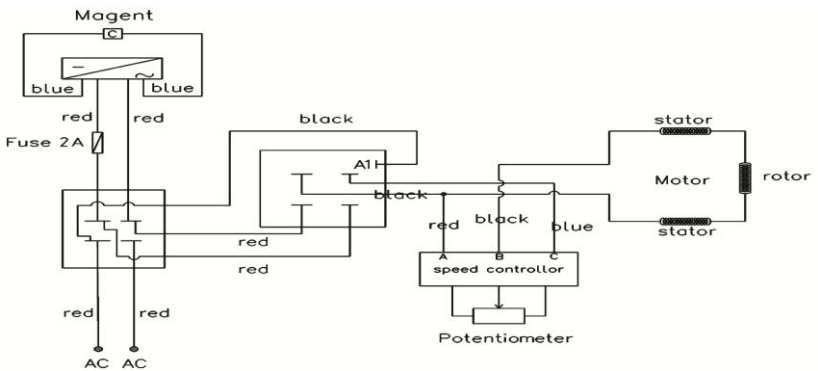 Magent
C
blue
blue
red
red
Fuse 2A
black
A1
black
red
red
red
black
blue
A B C
speed controllor
Potentiometer
stator
Motor
rotor
stator
red
red
AC AC